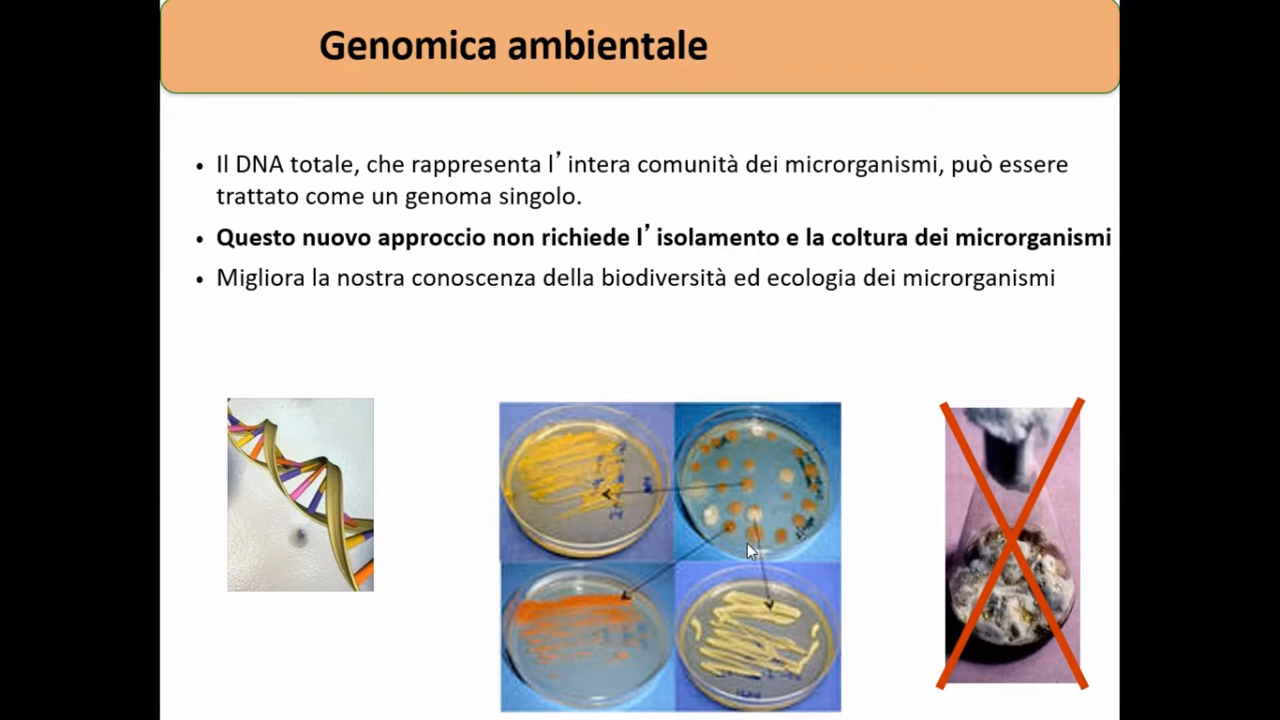 Genomica ambientale
• Il DNA totale, che rappresenta l’ intera comunità dei microrganismi, può essere
trattato come un genoma singolo.
• Questo nuovo approccio non richiede l’ isolamento e la coltura dei microrganismi
• Migliora la nostra conoscenza della biodiversità ed ecologia dei microrganismi